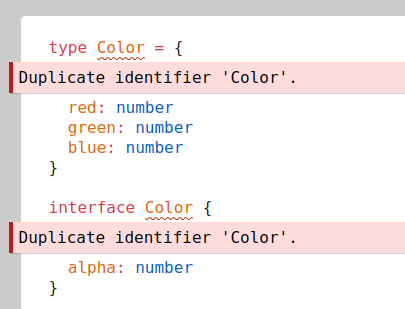 type Color = {
Duplicate identifier 'Color'.
red: number
green: number
blue: number
}
interface Color {
Duplicate identifier 'Color'.
alpha: number
}